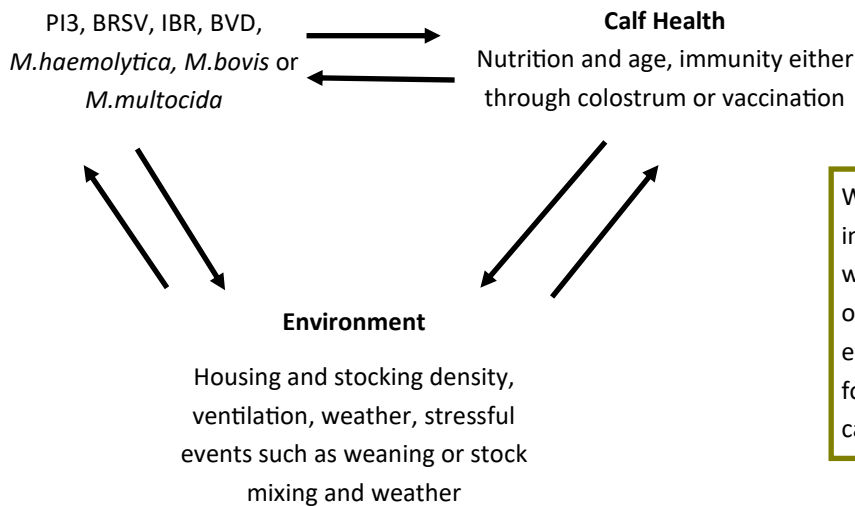 PI3, BRSV, IBR, BVD,
M.haemolytica, M.bovis or
M.multocida
Calf Health
Nutrition and age, immunity either
through colostrum or vaccination
Environment
Housing and stocking density,
ventilation, weather, stressful
events such as weaning or stock
mixing and weather